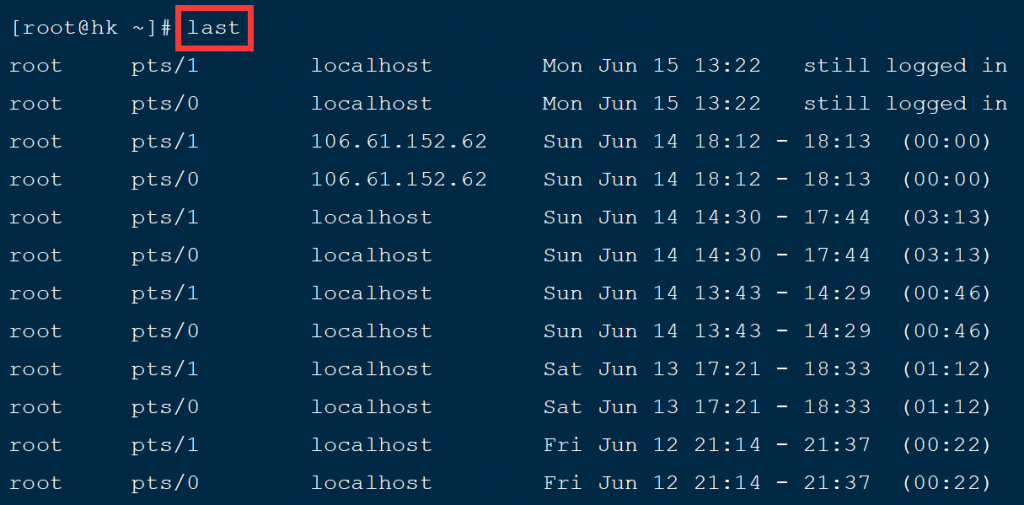 [root@hk ~]# last
root pts/1 localhost Mon Jun 15 13:22 still logged in
root pts/0 localhost Mon Jun 15 13:22 still logged in
root pts/1 106.61.152.62 Sun Jun 14 18:12 - 18:13 (00:00)
root pts/0 106.61.152.62 Sun Jun 14 18:12 - 18:13 (00:00)
root pts/1 localhost Sun Jun 14 14:30 - 17:44 (03:13)
root pts/0 localhost Sun Jun 14 14:30 - 17:44 (03:13)
root pts/1 localhost Sun Jun 14 13:43 - 14:29 (00:46)
root pts/0 localhost Sun Jun 14 13:43 - 14:29 (00:46)
root pts/1 localhost Sat Jun 13 17:21 - 18:33 (01:12)
root pts/0 localhost Sat Jun 13 17:21 - 18:33 (01:12)
root pts/1 localhost Fri Jun 12 21:14 - 21:37 (00:22)
root pts/0 localhost Fri Jun 12 21:14 - 21:37 (00:22)